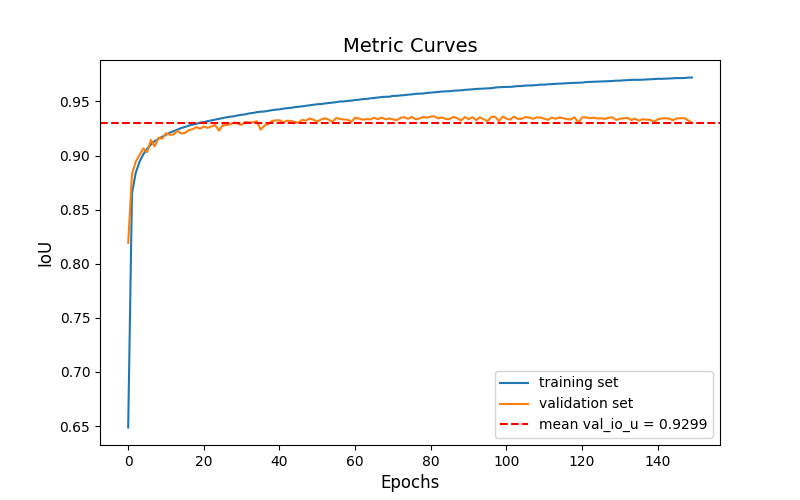 Metric Curves
IoU
0.95
0.90
0.85
0.80
0.75
0.70
0.65
0 20 40 60 80 100 120 140
Epochs
training set
validation set
mean val_io_u = 0.9299